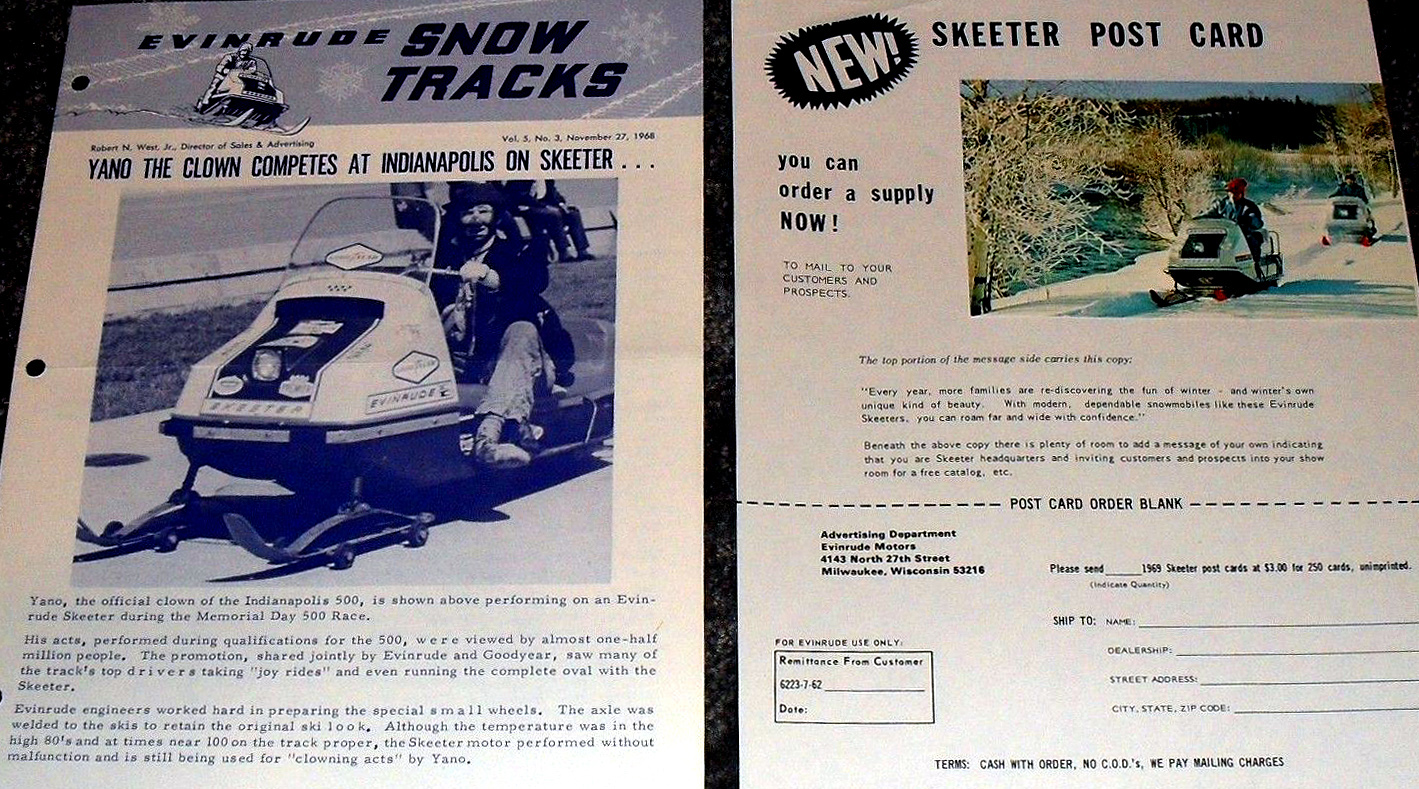 EVINRUDE SNOW
TRACKS
Robert N. West, Jr., Director of Sales & Advertising
Vol. 5, No. 3, November 27, 1968
YANO THE CLOWN COMPETES AT INDIANAPOLIS ON SKEETER . . .
GOODYEAR
SKEETER
EVINRUDE
Yano, the official clown of the Indianapolis 500, is shown above performing on an Evin-
rude Skeeter during the Memorial Day 500 Race.
His acts, performed during qualifications for the 500, were viewed by almost one-half
million people. The promotion, shared jointly by Evinrude and Goodyear, saw many of
the track's top drivers taking "joy rides" and even running the complete oval with the
Skeeter.
Evinrude engineers worked hard in preparing the special small wheels. The axle was
welded to the skis to retain the original ski look. Although the temperature was in the
high 80's and at times near 100 on the track proper, the Skeeter motor performed without
malfunction and is still being used for "clowning acts" by Yano.
NEW! SKEETER POST CARD
you can
order a supply
NOW!
TO MAIL TO YOUR
CUSTOMERS AND
PROSPECTS.
The top portion of the message side carries this copy:
"Every year, more families are re-discovering the fun of winter - and winter's own
unique kind of beauty. With modern, dependable snowmobiles like these Evinrude
Skeeters, you can roam far and wide with confidence."
Beneath the above copy there is plenty of room to add a message of your own indicating
that you are Skeeter headquarters and inviting customers and prospects into your show
room for a free catalog, etc.
POST CARD ORDER BLANK
Advertising Department
Evinrude Motors
4143 North 27th Street
Milwaukee, Wisconsin 53216
Please send ______ 1969 Skeeter post cards at $3.00 for 250 cards, unimprinted.
(Indicate Quantity)
SHIP TO: NAME:
DEALERSHIP:
STREET ADDRESS:
CITY, STATE, ZIP CODE:
FOR EVINRUDE USE ONLY:
Remittance From Customer
6223-7-62
Date:
TERMS: CASH WITH ORDER, NO C.O.D.'s, WE PAY MAILING CHARGES